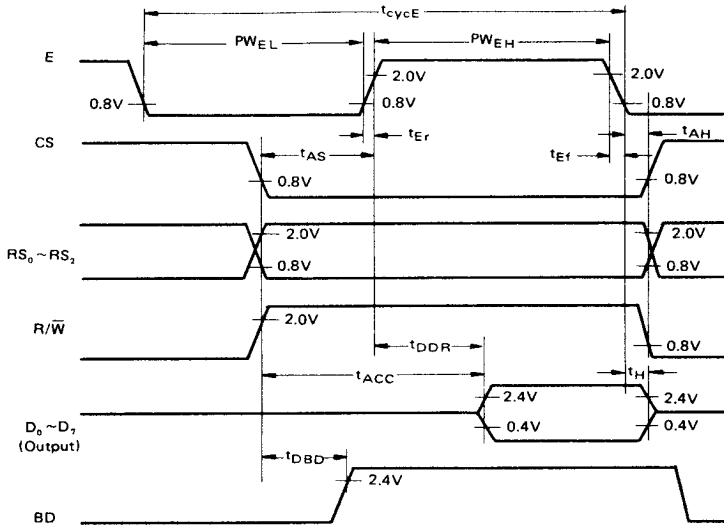 tcycE
PWEL
PWEH
E
2.0V
2.0V
0.8V
0.8V
0.8V
tEr
tAH
CS
tAS
tEf
0.8V
0.8V
2.0V
2.0V
RS0~RS2
0.8V
0.8V
R/W̅
2.0V
0.8V
tDDR
tACC
tH
2.4V
2.4V
D0~D7
(Output)
0.4V
0.4V
tDBD
2.4V
BD